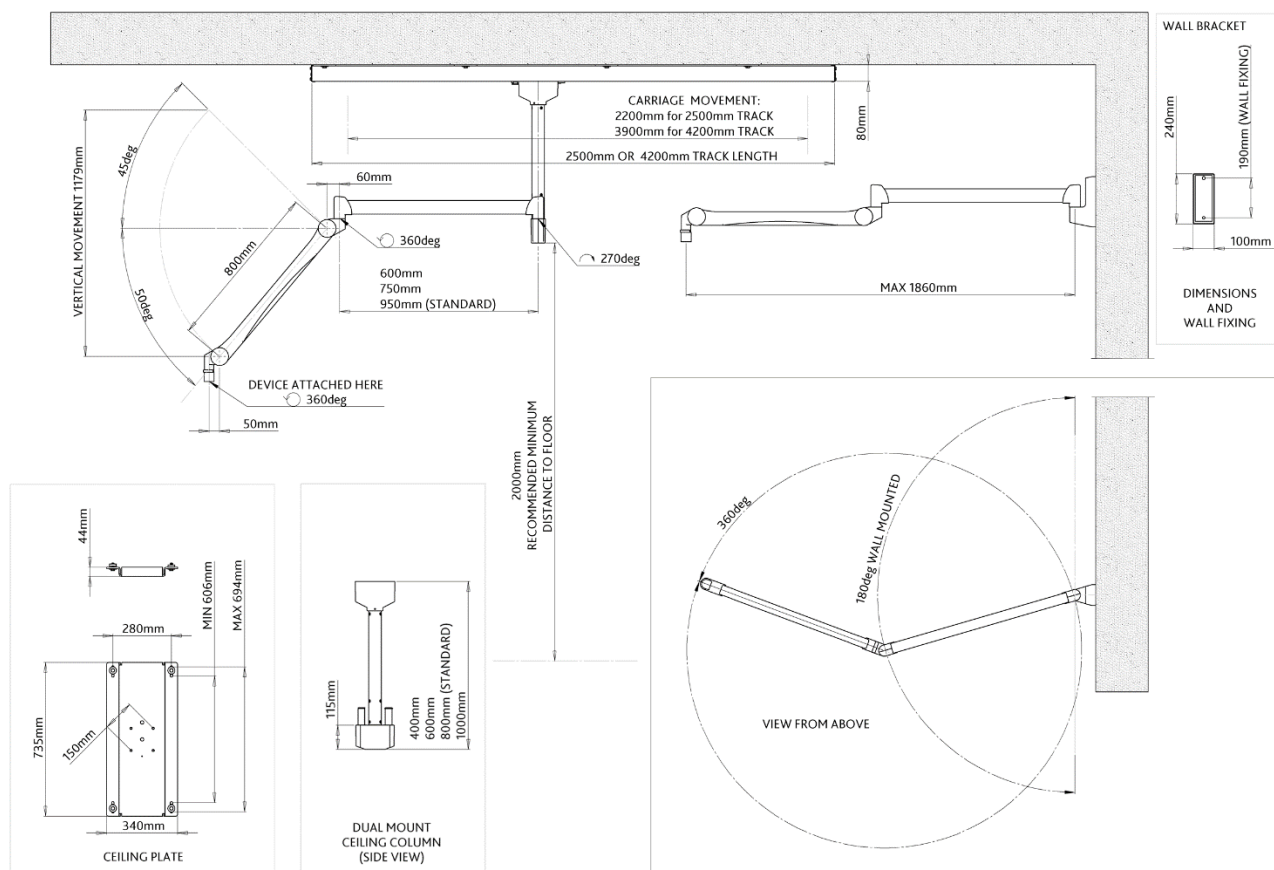 CARRIAGE MOVEMENT:
2200mm for 2500mm TRACK
3900mm for 4200mm TRACK
2500mm OR 4200mm TRACK LENGTH
80mm
45deg
VERTICAL MOVEMENT 1179mm
50deg
60mm
800mm
360deg
270deg
600mm
750mm
950mm (STANDARD)
DEVICE ATTACHED HERE
360deg
50mm
MAX 1860mm
WALL BRACKET
240mm
190mm (WALL FIXING)
100mm
DIMENSIONS
AND
WALL FIXING
2000mm
RECOMMENDED MINIMUM
DISTANCE TO FLOOR
44mm
280mm
MIN 606mm
MAX 694mm
735mm
150mm
340mm
CEILING PLATE
115mm
400mm
600mm
800mm (STANDARD)
1000mm
DUAL MOUNT
CEILING COLUMN
(SIDE VIEW)
360deg
180deg WALL MOUNTED
VIEW FROM ABOVE